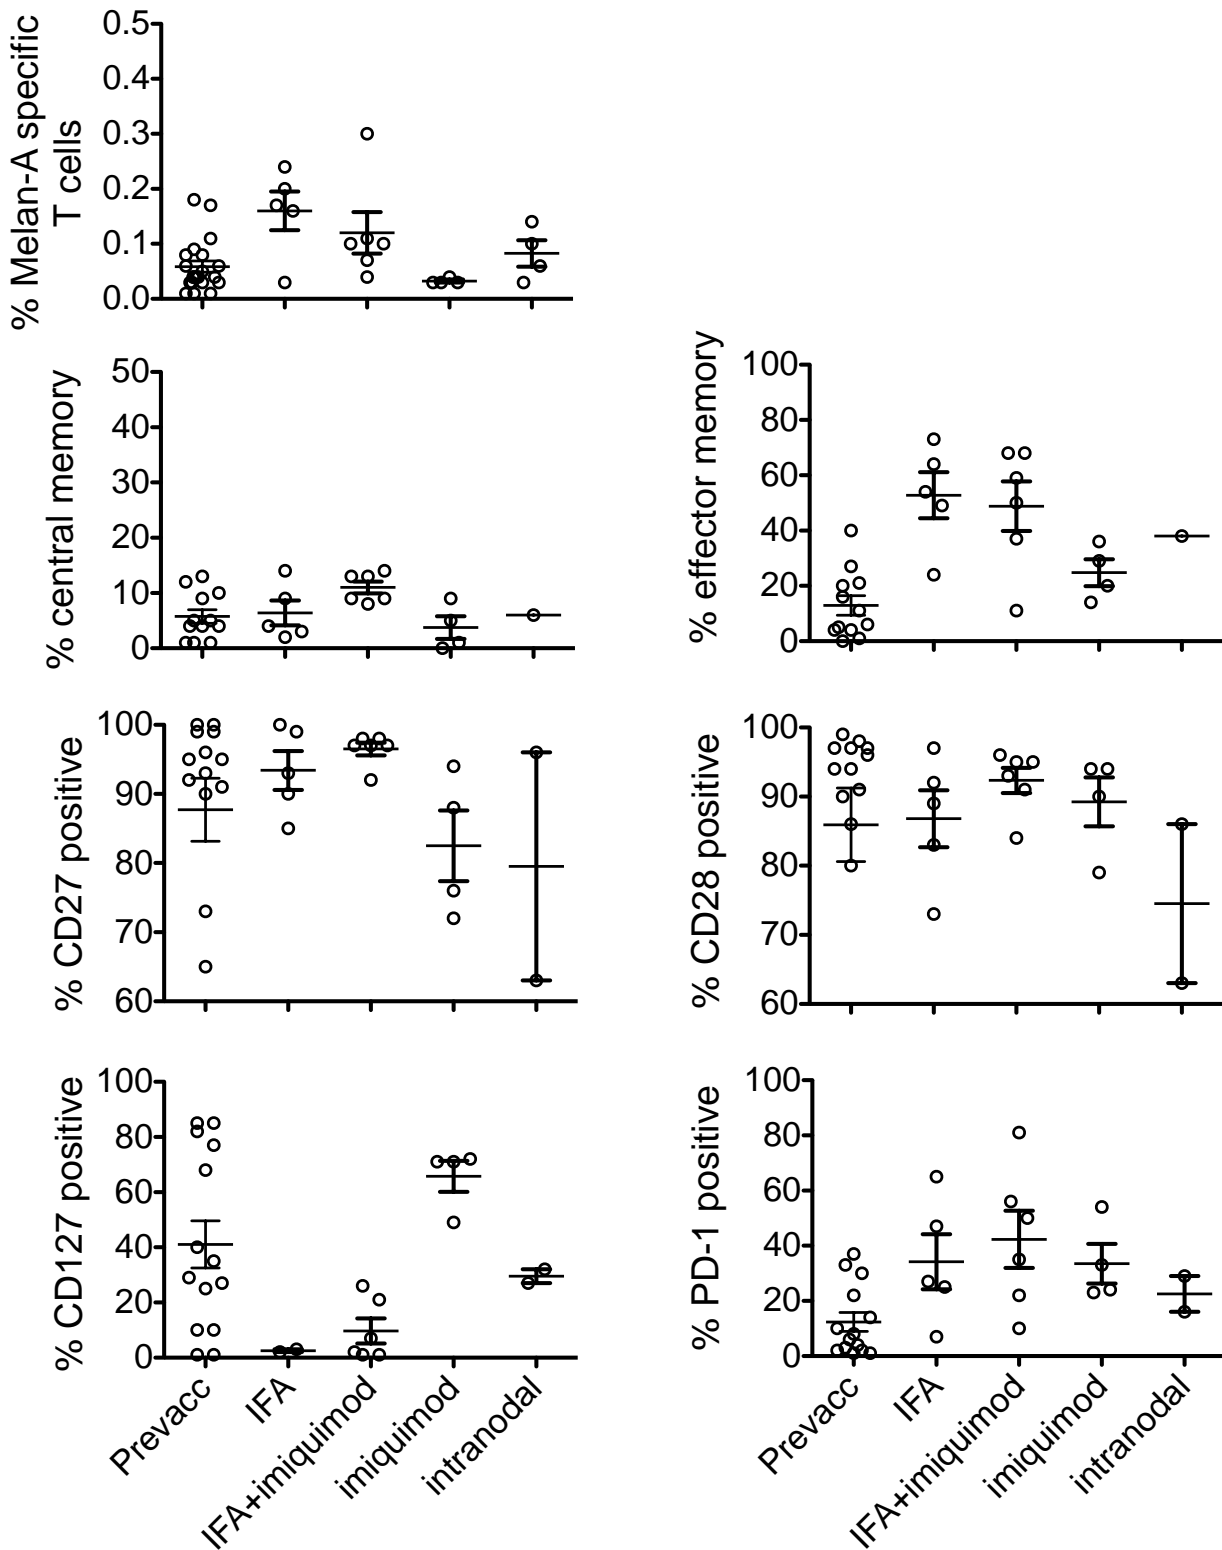 % Melan-A specific
T cells
0.5
0.4
0.3
0.2
0.1
0.0
% central memory
50
40
30
20
10
0
% effector memory
100
80
60
40
20
0
% CD27 positive
100
90
80
70
60
% CD28 positive
100
90
80
70
60
% CD127 positive
100
80
60
40
20
0
Prevacc
IFA
IFA+imiquimod
imiquimod
intranodal
% PD-1 positive
100
80
60
40
20
0
Prevacc
IFA
IFA+imiquimod
imiquimod
intranodal